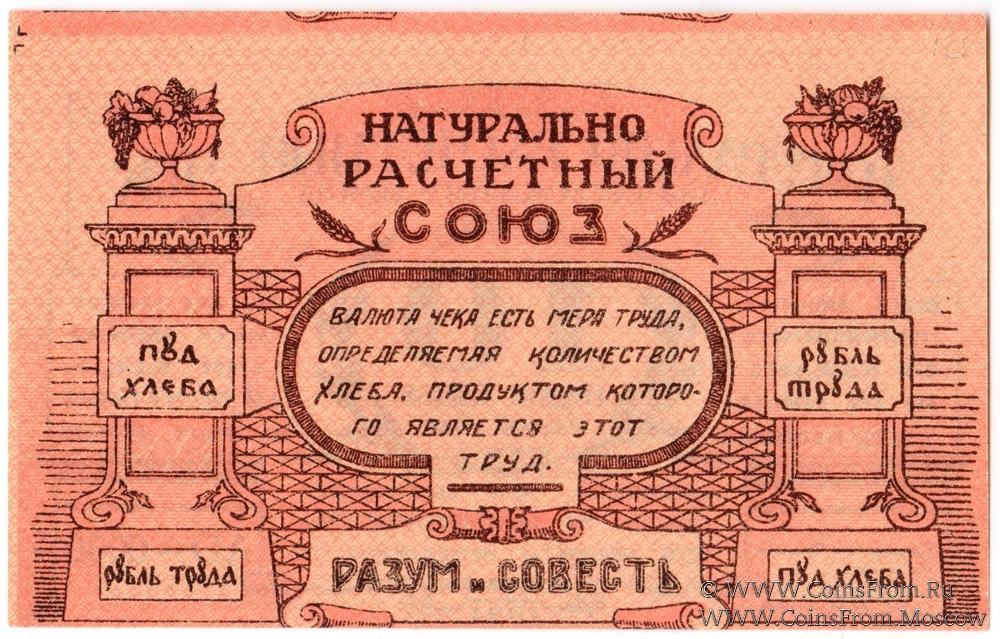 НАТУРАЛЬНО
РАСЧЕТНЫЙ
СОЮЗ
ВАЛЮТА ЧЕКА ЕСТЬ МЕРА ТРУДА,
ОПРЕДЕЛЯЕМАЯ КОЛИЧЕСТВОМ
ХЛЕБА, ПРОДУКТОМ КОТОРО-
ГО ЯВЛЯЕТСЯ ЭТОТ
ТРУД.
ПУД
ХЛЕБА
РУБЛЬ
ТРУДА
РУБЛЬ ТРУДА
РАЗУМ и СОВЕСТЬ
ПУД ХЛЕБА
© WWW.CoinsFrom.Ru
WWW.CoinsFrom.Moscow